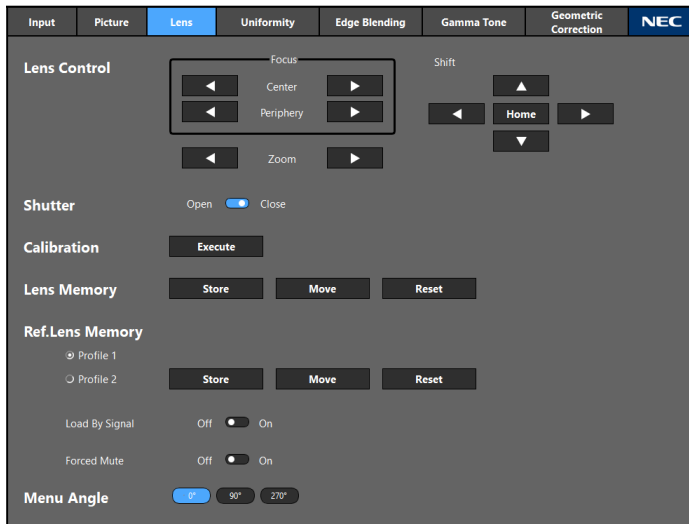 Input Picture Lens Uniformity Edge Blending Gamma Tone Geometric Correction NEC
Lens Control
Focus
Center
Periphery
Zoom
Shift
Home
Shutter Open Close
Calibration Execute
Lens Memory Store Move Reset
Ref.Lens Memory
Profile 1
Profile 2 Store Move Reset
Load By Signal Off On
Forced Mute Off On
Menu Angle 0° 90° 270°